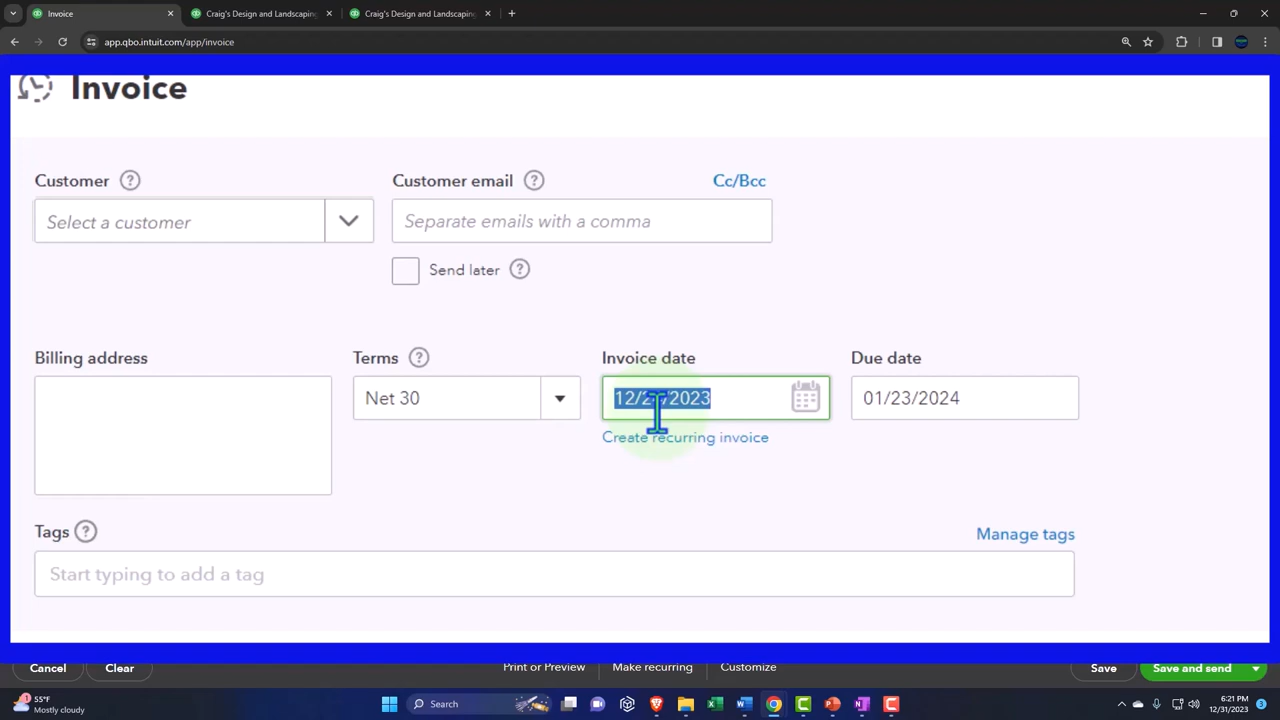 Invoice
Craig's Design and Landscaping
Craig's Design and Landscaping
app.qbo.intuit.com/app/invoice
Invoice
Customer ?
Customer email ?
Cc/Bcc
Select a customer
Separate emails with a comma
Send later ?
Billing address
Terms ?
Invoice date
Due date
Net 30
01/23/2024
Create recurring invoice
Tags ?
Manage tags
Start typing to add a tag
Cancel
Clear
Print or Preview
Make recurring
Customize
Save
Save and send
1
55°F
Mostly cloudy
Search
6:21 PM
12/31/2023
3